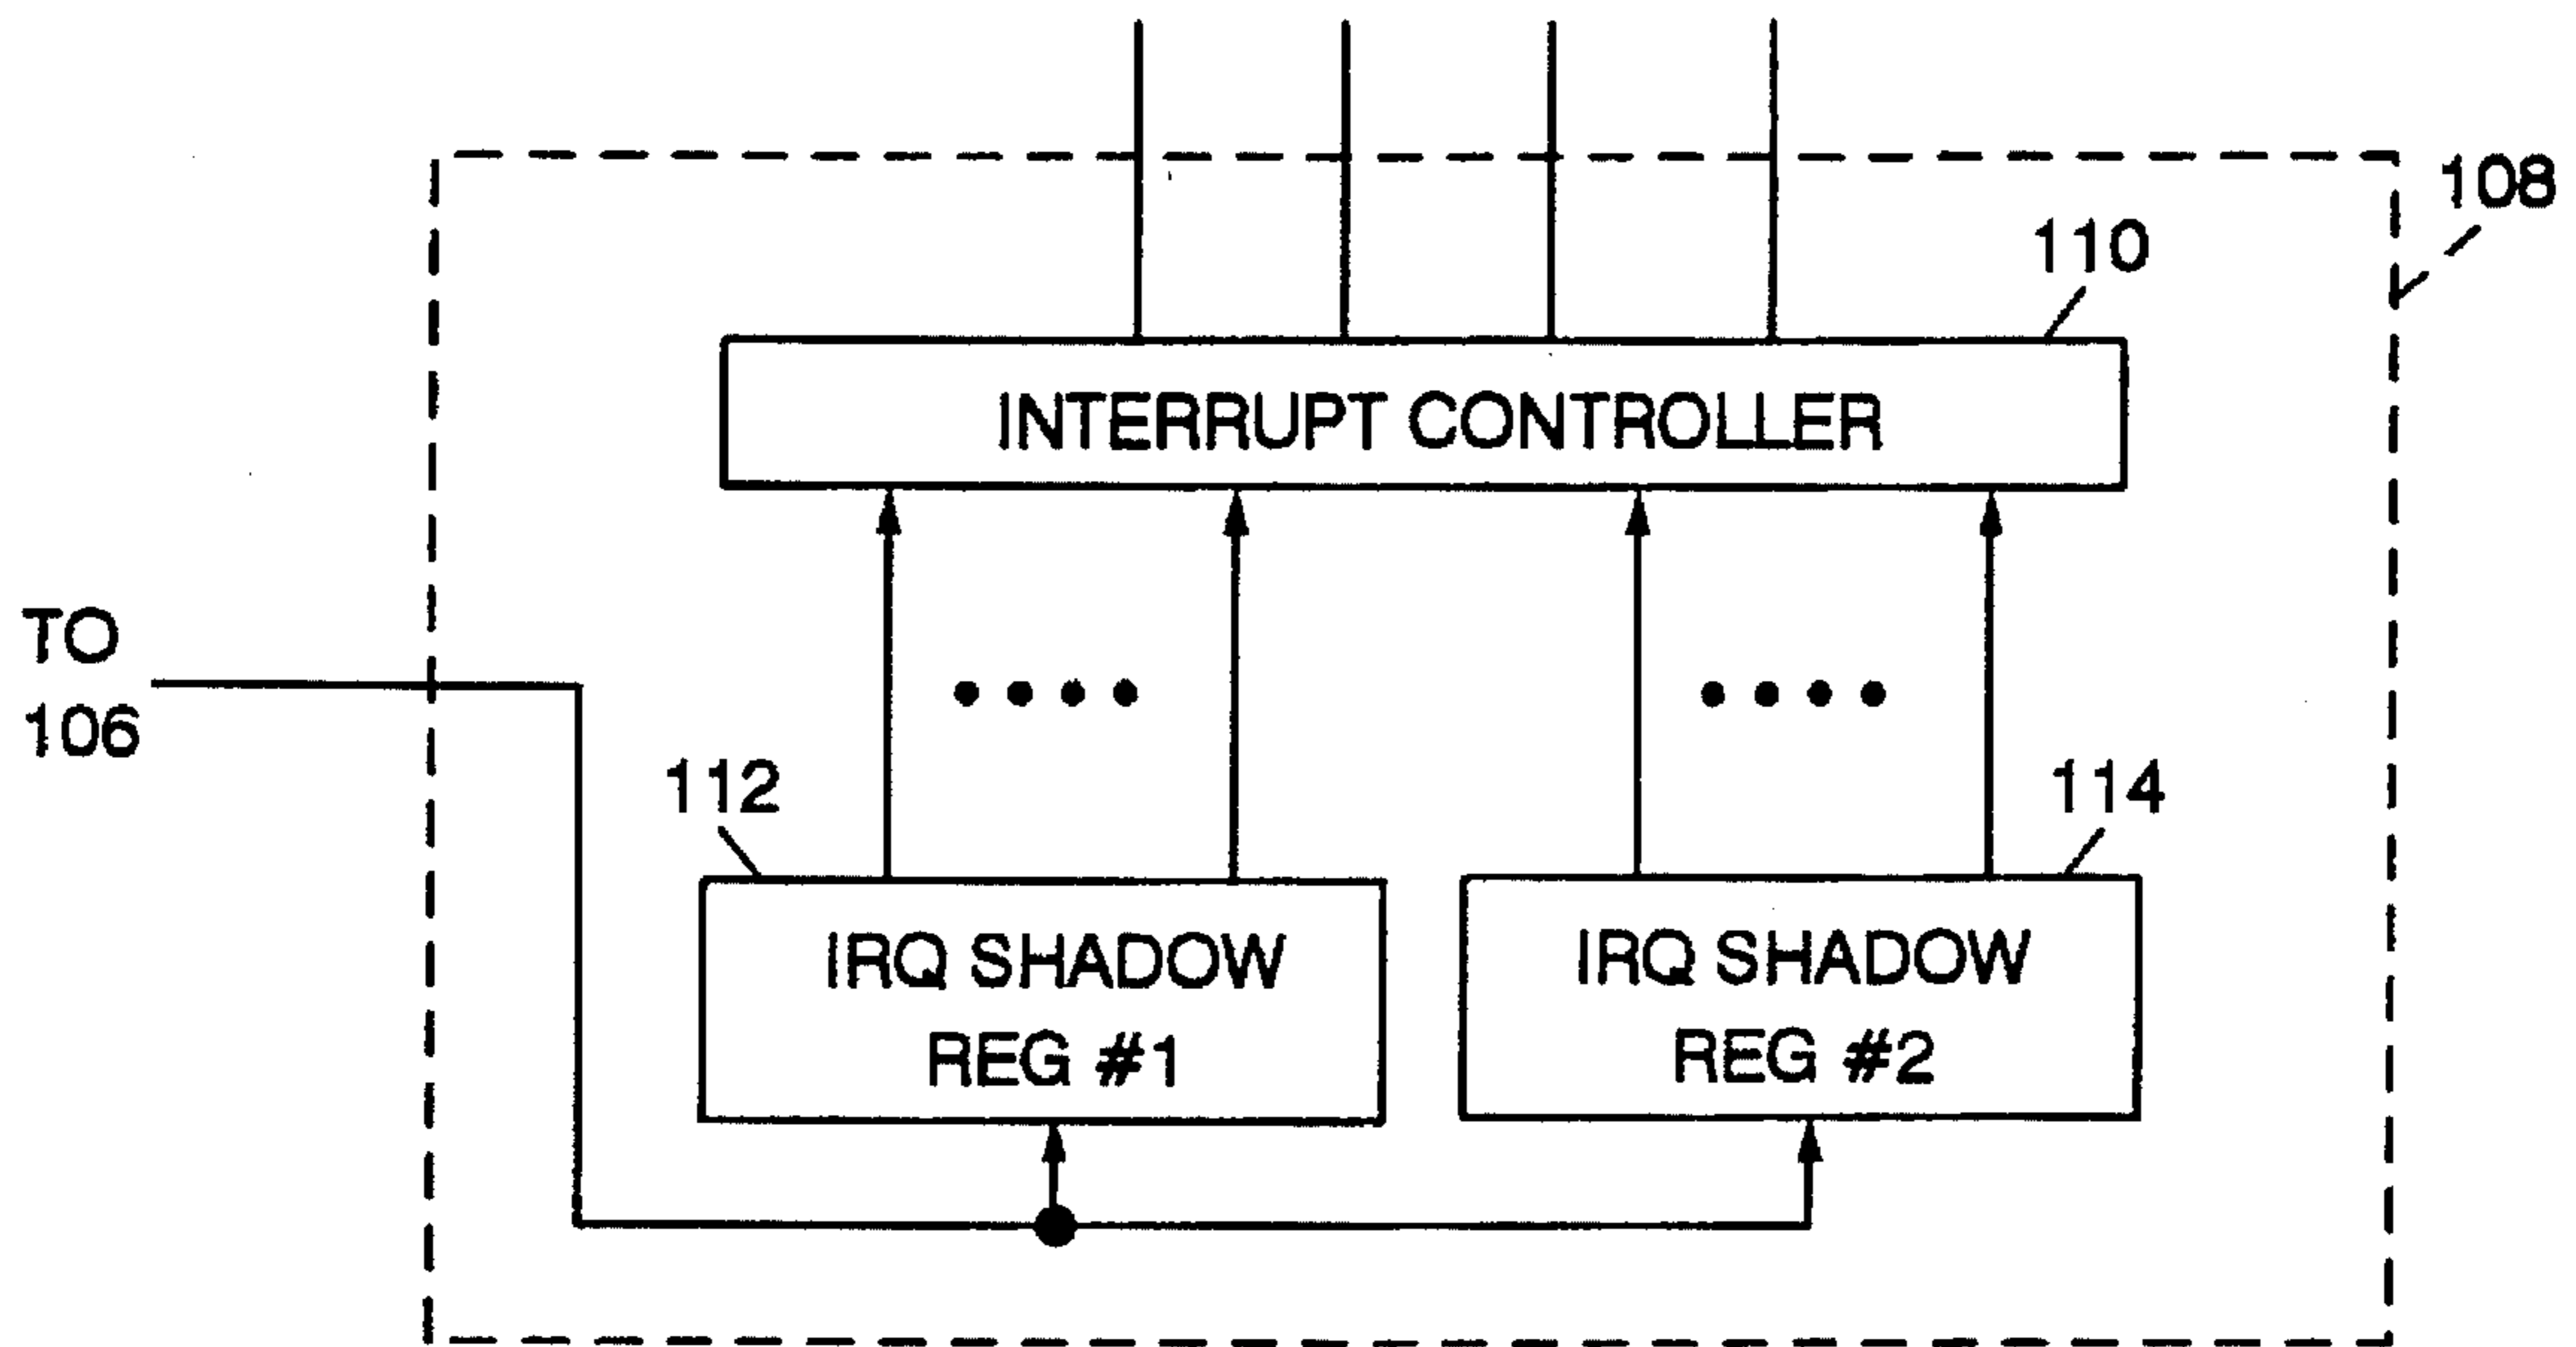 108
110
INTERRUPT CONTROLLER
TO
106
112
114
IRQ SHADOW
REG #1
IRQ SHADOW
REG #2